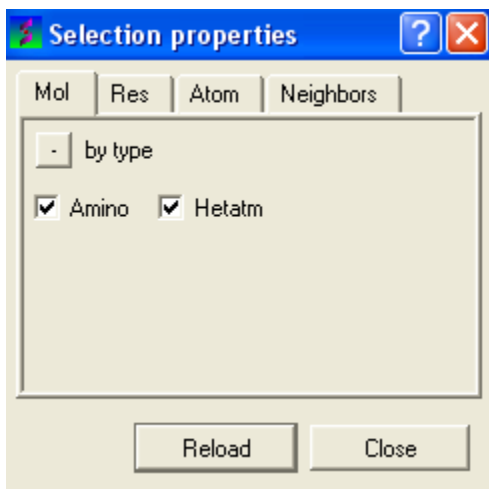 Selection properties ?
Mol Res Atom Neighbors
- by type
Amino Hetatm
Reload Close